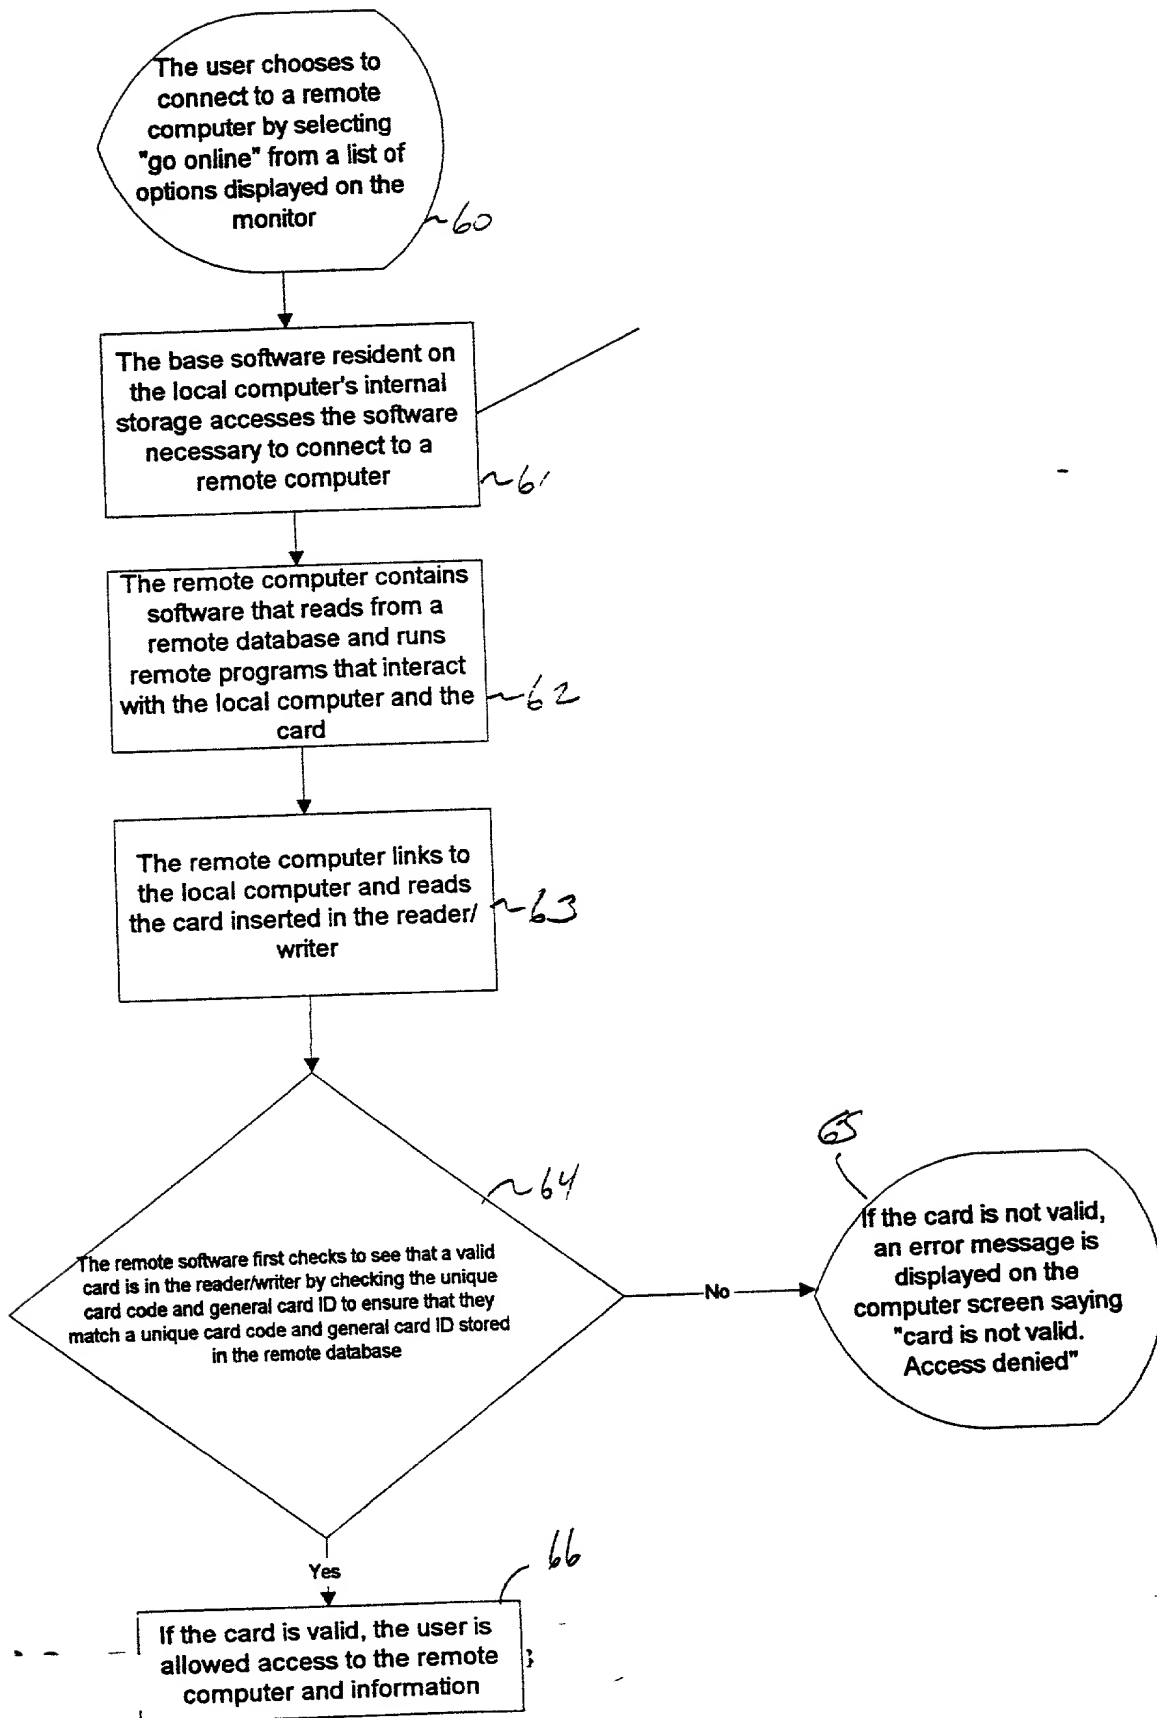 The user chooses to
connect to a remote
computer by selecting
"go online" from a list of
options displayed on the
monitor
~60
The base software resident on
the local computer's internal
storage accesses the software
necessary to connect to a
remote computer
~61
The remote computer contains
software that reads from a
remote database and runs
remote programs that interact
with the local computer and the
card
~62
The remote computer links to
the local computer and reads
the card inserted in the reader/
writer
~63
~64
The remote software first checks to see that a valid
card is in the reader/writer by checking the unique
card code and general card ID to ensure that they
match a unique card code and general card ID stored
in the remote database
No
65
If the card is not valid,
an error message is
displayed on the
computer screen saying
"card is not valid.
Access denied"
Yes
66
If the card is valid, the user is
allowed access to the remote
computer and information